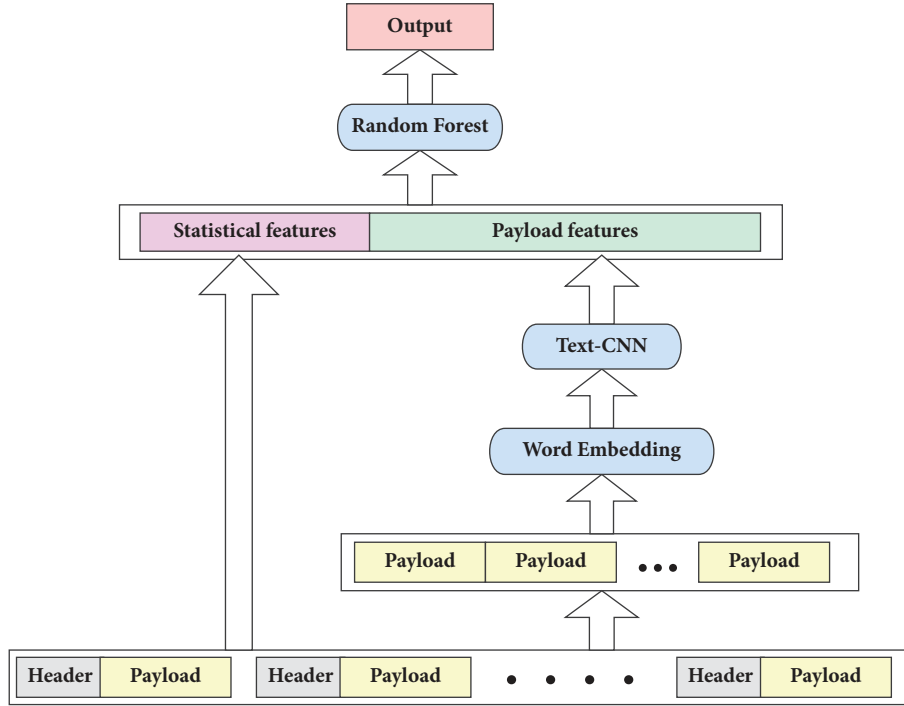 Output
Random Forest
Statistical features Payload features
Text-CNN
Word Embedding
Payload Payload Payload
Header Payload Header Payload Header Payload